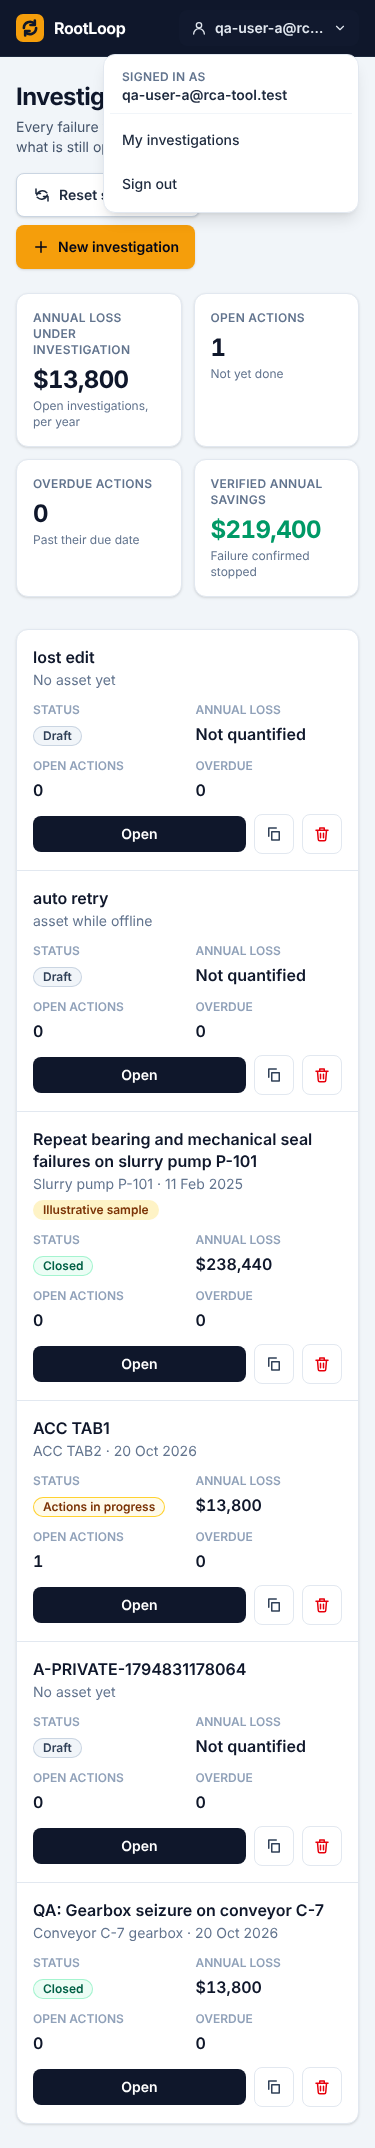 RootLoop
qa-user-a@rc...
SIGNED IN AS
qa-user-a@rca-tool.test
My investigations
Sign out
Investig
Every failure
what is still op
Reset s
New investigation
ANNUAL LOSS
UNDER
INVESTIGATION
$13,800
Open investigations,
per year
OPEN ACTIONS
1
Not yet done
OVERDUE ACTIONS
0
Past their due date
VERIFIED ANNUAL
SAVINGS
$219,400
Failure confirmed
stopped
lost edit
No asset yet
STATUS
ANNUAL LOSS
Draft
Not quantified
OPEN ACTIONS
OVERDUE
0
0
Open
auto retry
asset while offline
STATUS
ANNUAL LOSS
Draft
Not quantified
OPEN ACTIONS
OVERDUE
0
0
Open
Repeat bearing and mechanical seal
failures on slurry pump P-101
Slurry pump P-101 · 11 Feb 2025
Illustrative sample
STATUS
ANNUAL LOSS
Closed
$238,440
OPEN ACTIONS
OVERDUE
0
0
Open
ACC TAB1
ACC TAB2 · 20 Oct 2026
STATUS
ANNUAL LOSS
Actions in progress
$13,800
OPEN ACTIONS
OVERDUE
1
0
Open
A-PRIVATE-1794831178064
No asset yet
STATUS
ANNUAL LOSS
Draft
Not quantified
OPEN ACTIONS
OVERDUE
0
0
Open
QA: Gearbox seizure on conveyor C-7
Conveyor C-7 gearbox · 20 Oct 2026
STATUS
ANNUAL LOSS
Closed
$13,800
OPEN ACTIONS
OVERDUE
0
0
Open